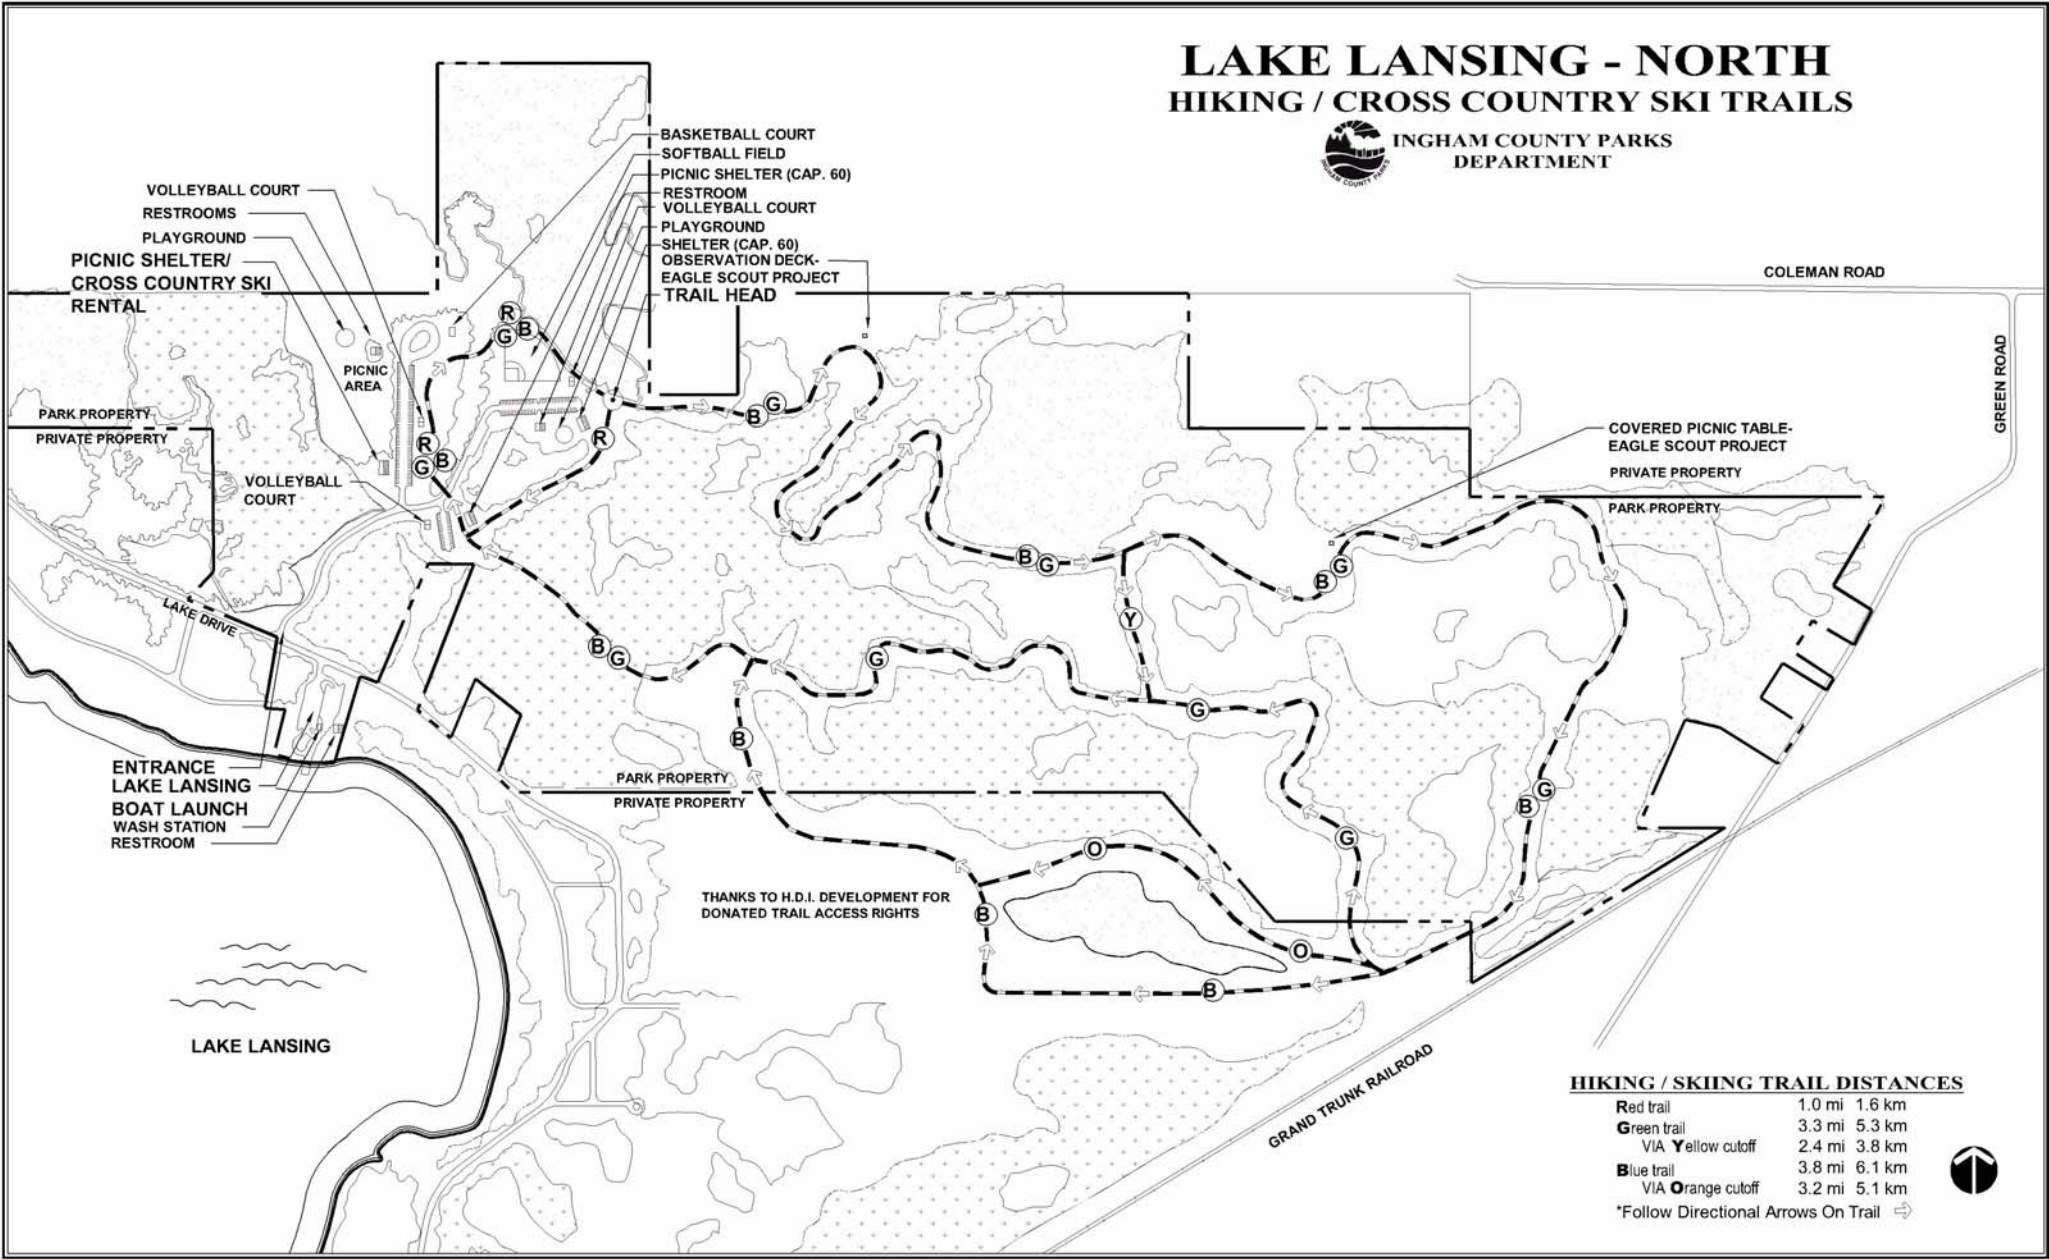 LAKE LANSING - NORTH
HIKING / CROSS COUNTRY SKI TRAILS
INGHAM COUNTY PARKS
DEPARTMENT
INGHAM COUNTY PARKS
BASKETBALL COURT
SOFTBALL FIELD
PICNIC SHELTER (CAP. 60)
RESTROOM
VOLLEYBALL COURT
PLAYGROUND
SHELTER (CAP. 60)
OBSERVATION DECK-
EAGLE SCOUT PROJECT
TRAIL HEAD
VOLLEYBALL COURT
RESTROOMS
PLAYGROUND
PICNIC SHELTER/
CROSS COUNTRY SKI
RENTAL
COLEMAN ROAD
GREEN ROAD
R
G
B
PICNIC
AREA
PARK PROPERTY
PRIVATE PROPERTY
B
G
R
R
G
B
COVERED PICNIC TABLE-
EAGLE SCOUT PROJECT
PRIVATE PROPERTY
PARK PROPERTY
VOLLEYBALL
COURT
B
G
B
G
Y
LAKE DRIVE
B
G
G
G
B
B
G
PARK PROPERTY
PRIVATE PROPERTY
ENTRANCE
LAKE LANSING
BOAT LAUNCH
WASH STATION
RESTROOM
G
O
THANKS TO H.D.I. DEVELOPMENT FOR
DONATED TRAIL ACCESS RIGHTS
B
O
B
LAKE LANSING
GRAND TRUNK RAILROAD
HIKING / SKIING TRAIL DISTANCES
Red trail 1.0 mi 1.6 km
Green trail 3.3 mi 5.3 km
VIA Yellow cutoff 2.4 mi 3.8 km
Blue trail 3.8 mi 6.1 km
VIA Orange cutoff 3.2 mi 5.1 km
*Follow Directional Arrows On Trail